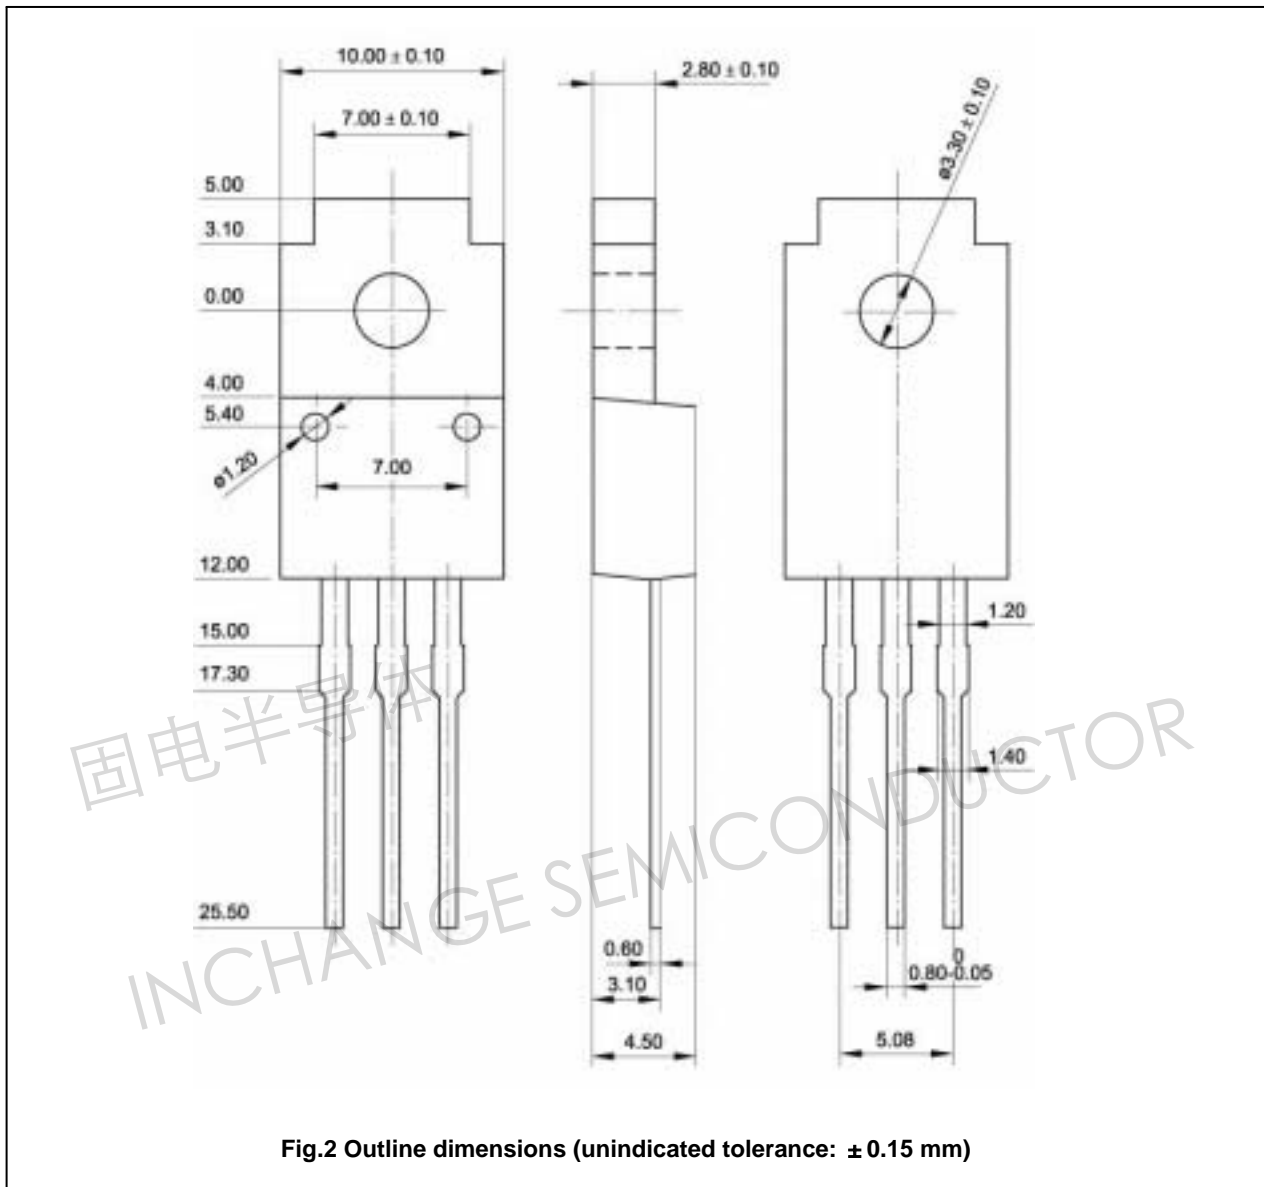 10.00 ± 0.10
2.80 ± 0.10
7.00 ± 0.10
ø3.30 ± 0.10
5.00
3.10
0.00
4.00
5.40
ø1.20
7.00
12.00
15.00
1.20
17.30
固电半导体
1.40
INCHANGE SEMICONDUCTOR
25.50
0.60
0
0.80-0.05
3.10
4.50
5.08
Fig.2 Outline dimensions (unindicated tolerance: ± 0.15 mm)